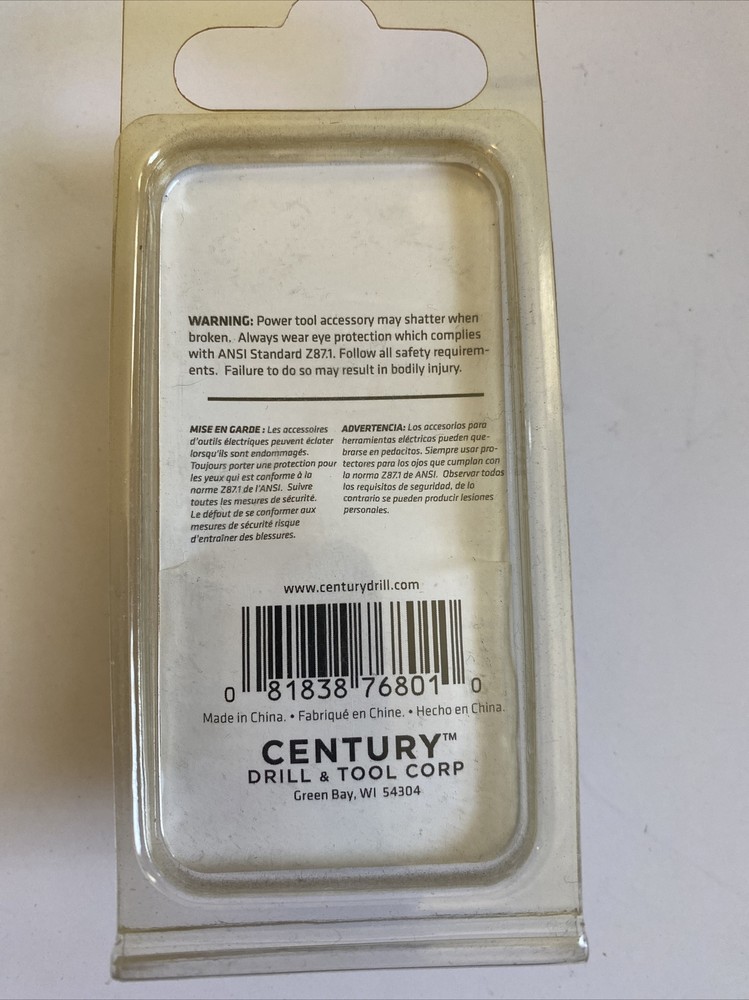 WARNING: Power tool accessory may shatter when
broken. Always wear eye protection which complies
with ANSI Standard Z87.1. Follow all safety requirem-
ents. Failure to do so may result in bodily injury.
MISE EN GARDE : Les accessoires
d'outils électriques peuvent éclater
lorsqu'ils sont endommagés.
Toujours porter une protection pour
les yeux qui est conforme à la
norme Z87.1 de l'ANSI. Suivre
toutes les mesures de sécurité.
Le défaut de se conformer aux
mesures de sécurité risque
d'entraîner des blessures.
ADVERTENCIA: Los accesorios para
herramientas eléctricas pueden que-
brarse en pedacitos. Siempre usar pro-
tectores para los ojos que cumplan con
la norma Z87.1 de ANSI. Observar todos
los requisitos de seguridad, de lo
contrario se pueden producir lesiones
personales.
www.centurydrill.com
0 81838 76801 0
Made in China. • Fabriqué en Chine. • Hecho en China.
CENTURY™
DRILL & TOOL CORP
Green Bay, WI 54304